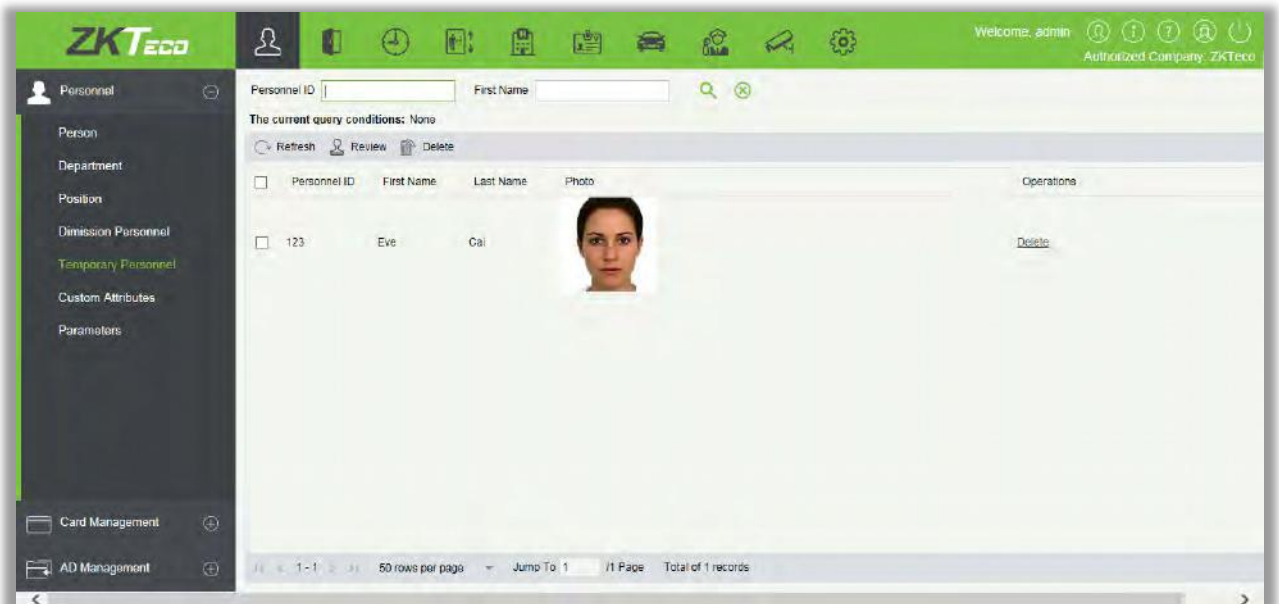 ZKTeco
Welcome, admin
Authorized Company: ZKTeco
Personnel
Person
Department
Position
Dimission Personnel
Temporary Personnel
Custom Attributes
Parameters
Card Management
AD Management
Personnel ID First Name
The current query conditions: None
Refresh Review Delete
Personnel ID First Name Last Name Photo Operations
123 Eve Cai Delete
1-1 50 rows per page Jump To 1 /1 Page Total of 1 records